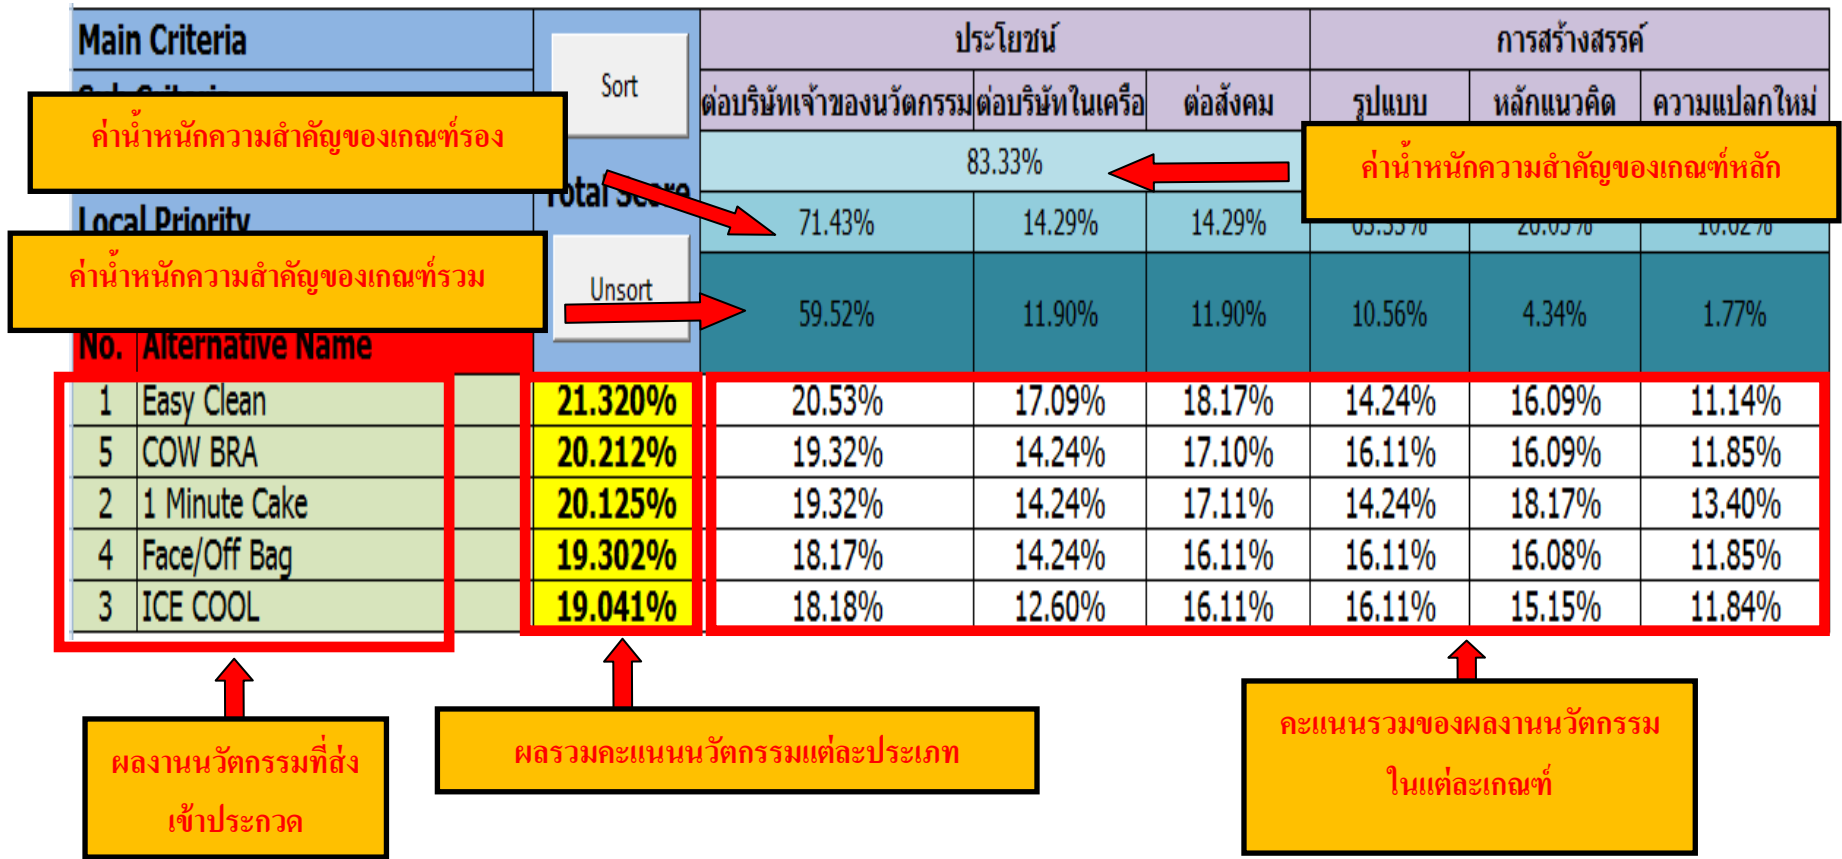 Main Criteria
Sort
ประโยชน์
การสร้างสรรค์
ต่อบริษัทเจ้าของนวัตกรรม ต่อบริษัทในเครือ ต่อสังคม รูปแบบ หลักแนวคิด ความแปลกใหม่
ค่าน้ำหนักความสำคัญของเกณฑ์รอง
83.33%
ค่าน้ำหนักความสำคัญของเกณฑ์หลัก
Total Score
Local Priority
71.43% 14.29% 14.29%
ค่าน้ำหนักความสำคัญของเกณฑ์รวม
Unsort
59.52% 11.90% 11.90% 10.56% 4.34% 1.77%
No. Alternative Name
1 Easy Clean 21.320% 20.53% 17.09% 18.17% 14.24% 16.09% 11.14%
5 COW BRA 20.212% 19.32% 14.24% 17.10% 16.11% 16.09% 11.85%
2 1 Minute Cake 20.125% 19.32% 14.24% 17.11% 14.24% 18.17% 13.40%
4 Face/Off Bag 19.302% 18.17% 14.24% 16.11% 16.11% 16.08% 11.85%
3 ICE COOL 19.041% 18.18% 12.60% 16.11% 16.11% 15.15% 11.84%
ผลงานนวัตกรรมที่ส่ง
เข้าประกวด
ผลรวมคะแนนนวัตกรรมแต่ละประเภท
คะแนนรวมของผลงานนวัตกรรม
ในแต่ละเกณฑ์